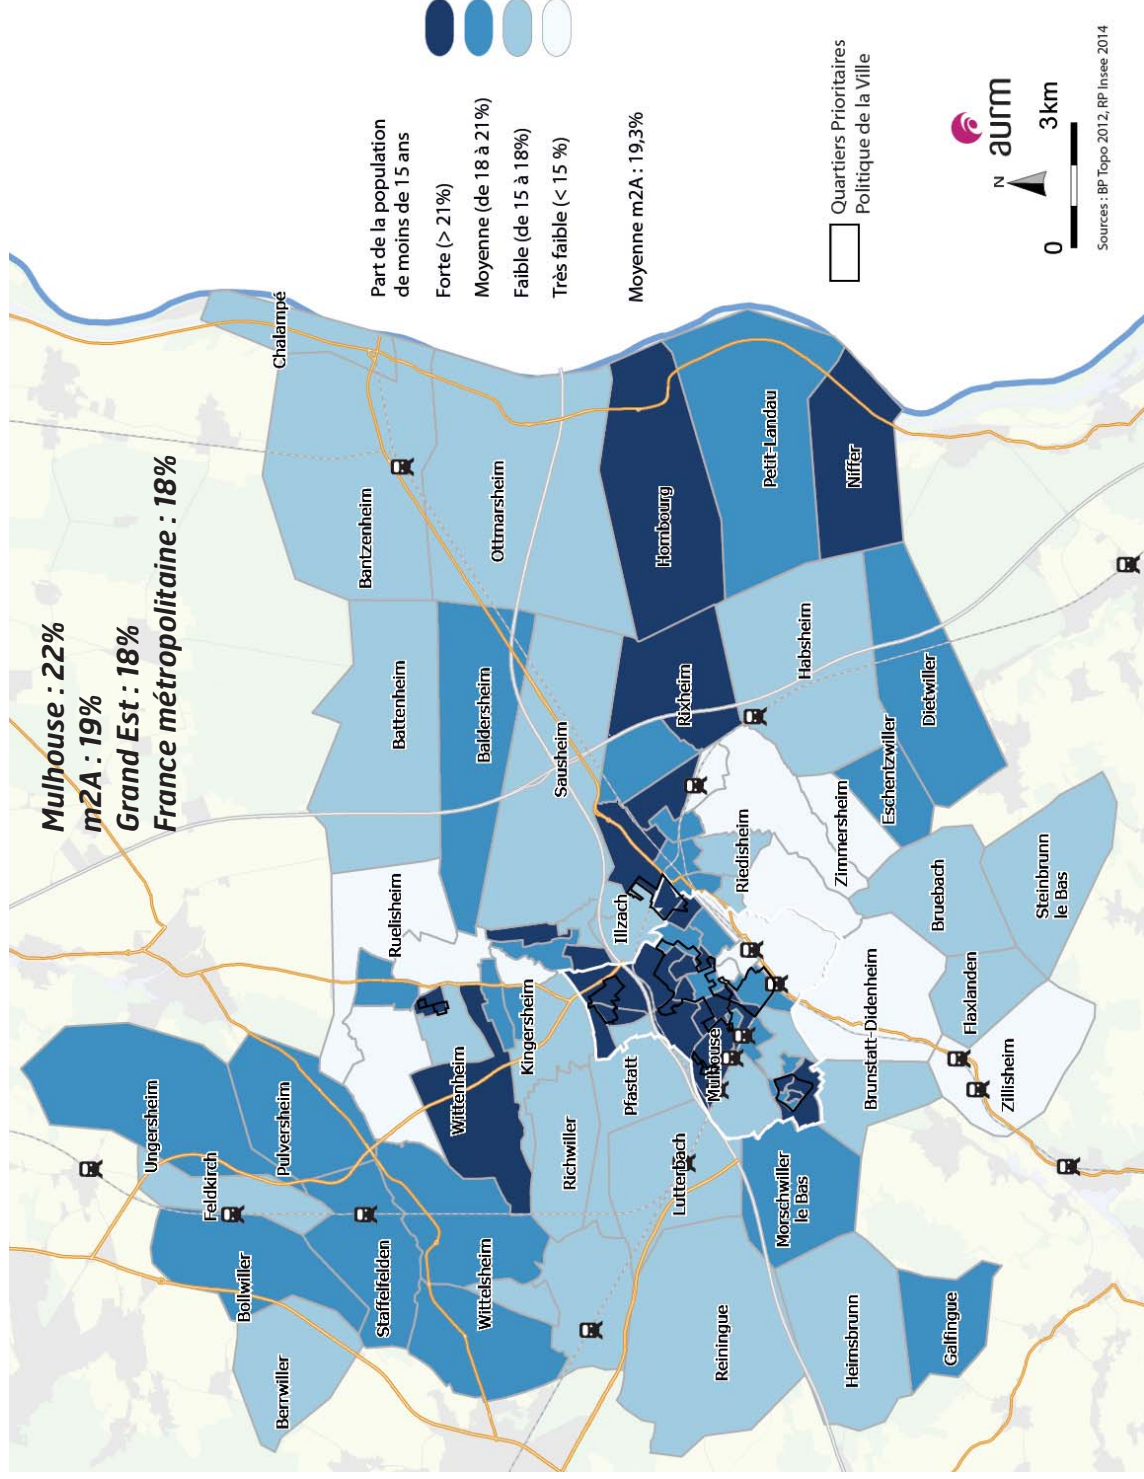 Mulhouse : 22%
m2A : 19%
Grand Est : 18%
France métropolitaine : 18%
Part de la population
de moins de 15 ans
Forte (> 21%)
Moyenne (de 18 à 21%)
Faible (de 15 à 18%)
Très faible (< 15 %)
Moyenne m2A : 19,3%
Quartiers Prioritaires
Politique de la Ville
aurm
N
0
3km
Sources : BP Topo 2012, RP Insee 2014
Ungersheim
Feldkirch
Bollwiller
Berrwiller
Pulversheim
Staffelfelden
Wittelsheim
Ruelisheim
Wittenheim
Kingersheim
Richwiller
Pfastatt
Lutterbach
Reiningue
Morschwiller
le Bas
Heimsbrunn
Galfingue
Mulhouse
Illzach
Battenheim
Baldersheim
Sausheim
Chalampé
Bantzenheim
Ottmarsheim
Hombourg
Petit-Landau
Niffer
Rixheim
Habsheim
Riedisheim
Zimmersheim
Eschentzwiller
Dietwiller
Bruebach
Steinbrunn
le Bas
Brunstatt-Didenheim
Flaxlanden
Zillisheim